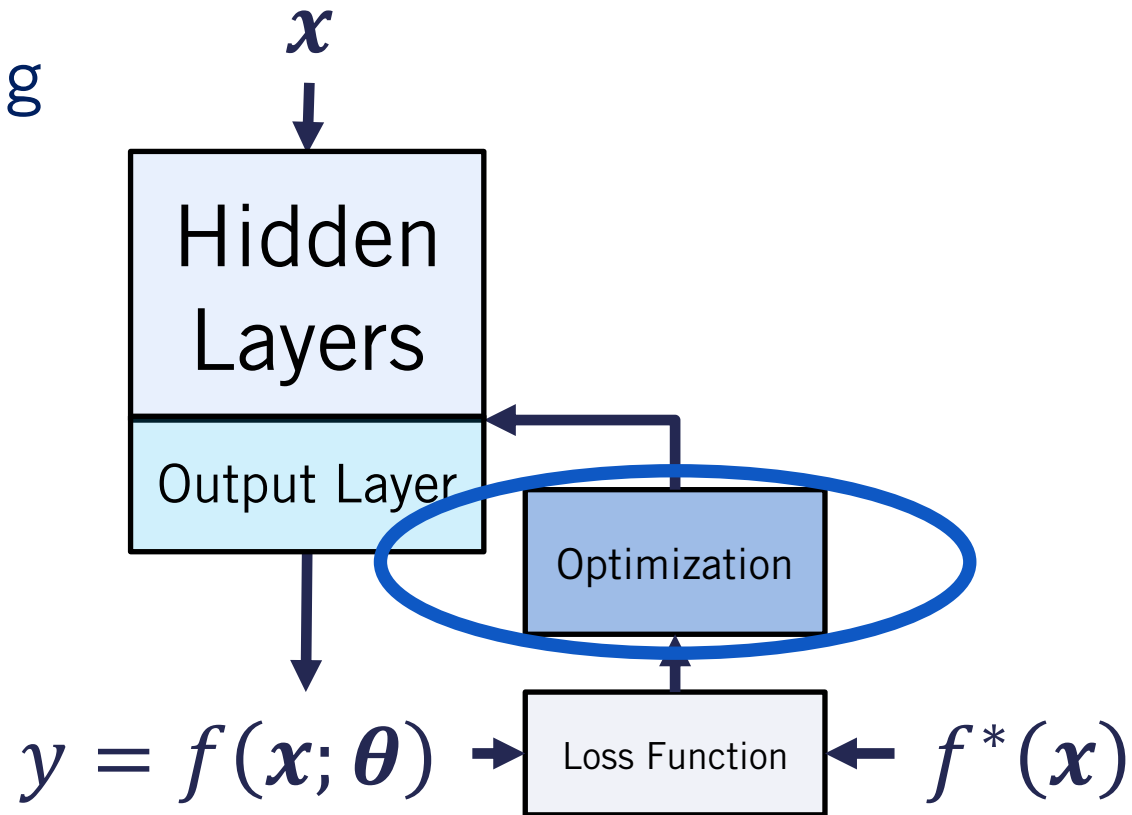 x
g
Hidden
Layers
Output Layer
Optimization
y = f(x; θ)
Loss Function
f*(x)